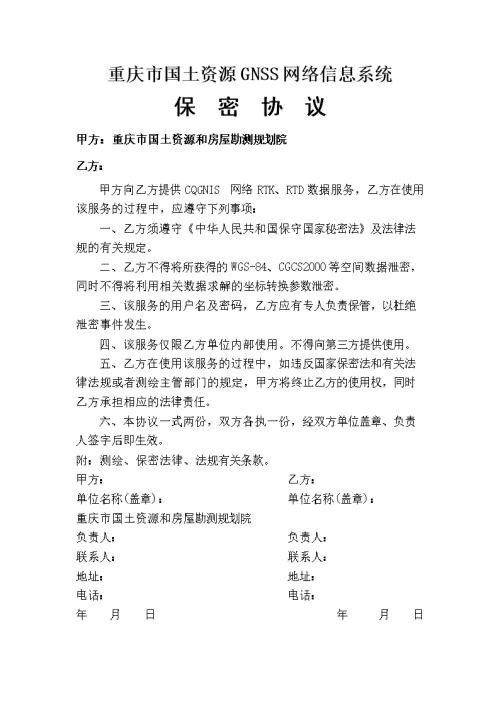 重庆市国土资源GNSS网络信息系统
保 密 协 议
甲方：重庆市国土资源和房屋勘测规划院
乙方：
甲方向乙方提供CQGNIS 网络RTK、RTD数据服务，乙方在使用
该服务的过程中，应遵守下列事项：
一、乙方须遵守《中华人民共和国保守国家秘密法》及法律法
规的有关规定。
二、乙方不得将所获得的WGS-84、CGCS2000等空间数据泄密，
同时不得将利用相关数据求解的坐标转换参数泄密。
三、该服务的用户名及密码，乙方应有专人负责保管，以杜绝
泄密事件发生。
四、该服务仅限乙方单位内部使用。不得向第三方提供使用。
五、乙方在使用该服务的过程中，如违反国家保密法和有关法
律法规或者测绘主管部门的规定，甲方将终止乙方的使用权，同时
乙方承担相应的法律责任。
六、本协议一式两份，双方各执一份，经双方单位盖章、负责
人签字后即生效。
附：测绘、保密法律、法规有关条款。
甲方： 乙方：
单位名称(盖章)： 单位名称(盖章)：
重庆市国土资源和房屋勘测规划院
负责人： 负责人：
联系人： 联系人：
地址： 地址：
电话： 电话：
年 月 日 年 月 日